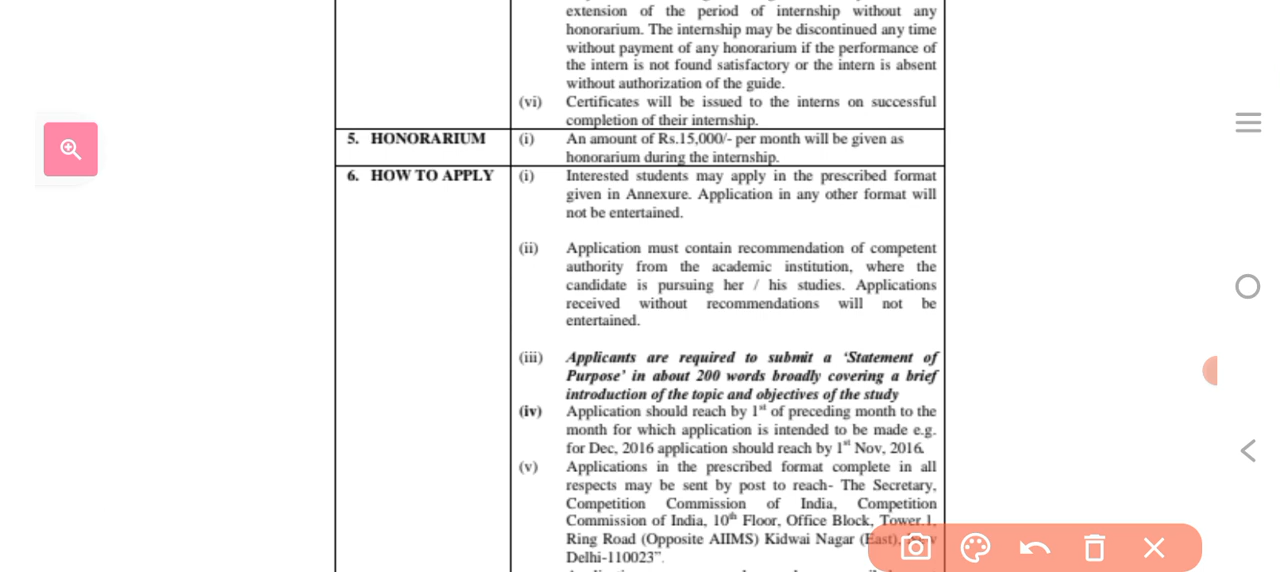 extension of the period of internship without any
honorarium. The internship may be discontinued any time
without payment of any honorarium if the performance of
the intern is not found satisfactory or the intern is absent
without authorization of the guide.
(vi) Certificates will be issued to the interns on successful
completion of their internship.
5. HONORARIUM (i) An amount of Rs.15,000/- per month will be given as
honorarium during the internship.
6. HOW TO APPLY (i) Interested students may apply in the prescribed format
given in Annexure. Application in any other format will
not be entertained.
(ii) Application must contain recommendation of competent
authority from the academic institution, where the
candidate is pursuing her / his studies. Applications
received without recommendations will not be
entertained.
(iii) Applicants are required to submit a ‘Statement of
Purpose’ in about 200 words broadly covering a brief
introduction of the topic and objectives of the study
(iv) Application should reach by 1st of preceding month to the
month for which application is intended to be made e.g.
for Dec, 2016 application should reach by 1st Nov, 2016.
(v) Applications in the prescribed format complete in all
respects may be sent by post to reach- The Secretary,
Competition Commission of India, Competition
Commission of India, 10th Floor, Office Block, Tower.1,
Ring Road (Opposite AIIMS) Kidwai Nagar (East),
Delhi-110023”.